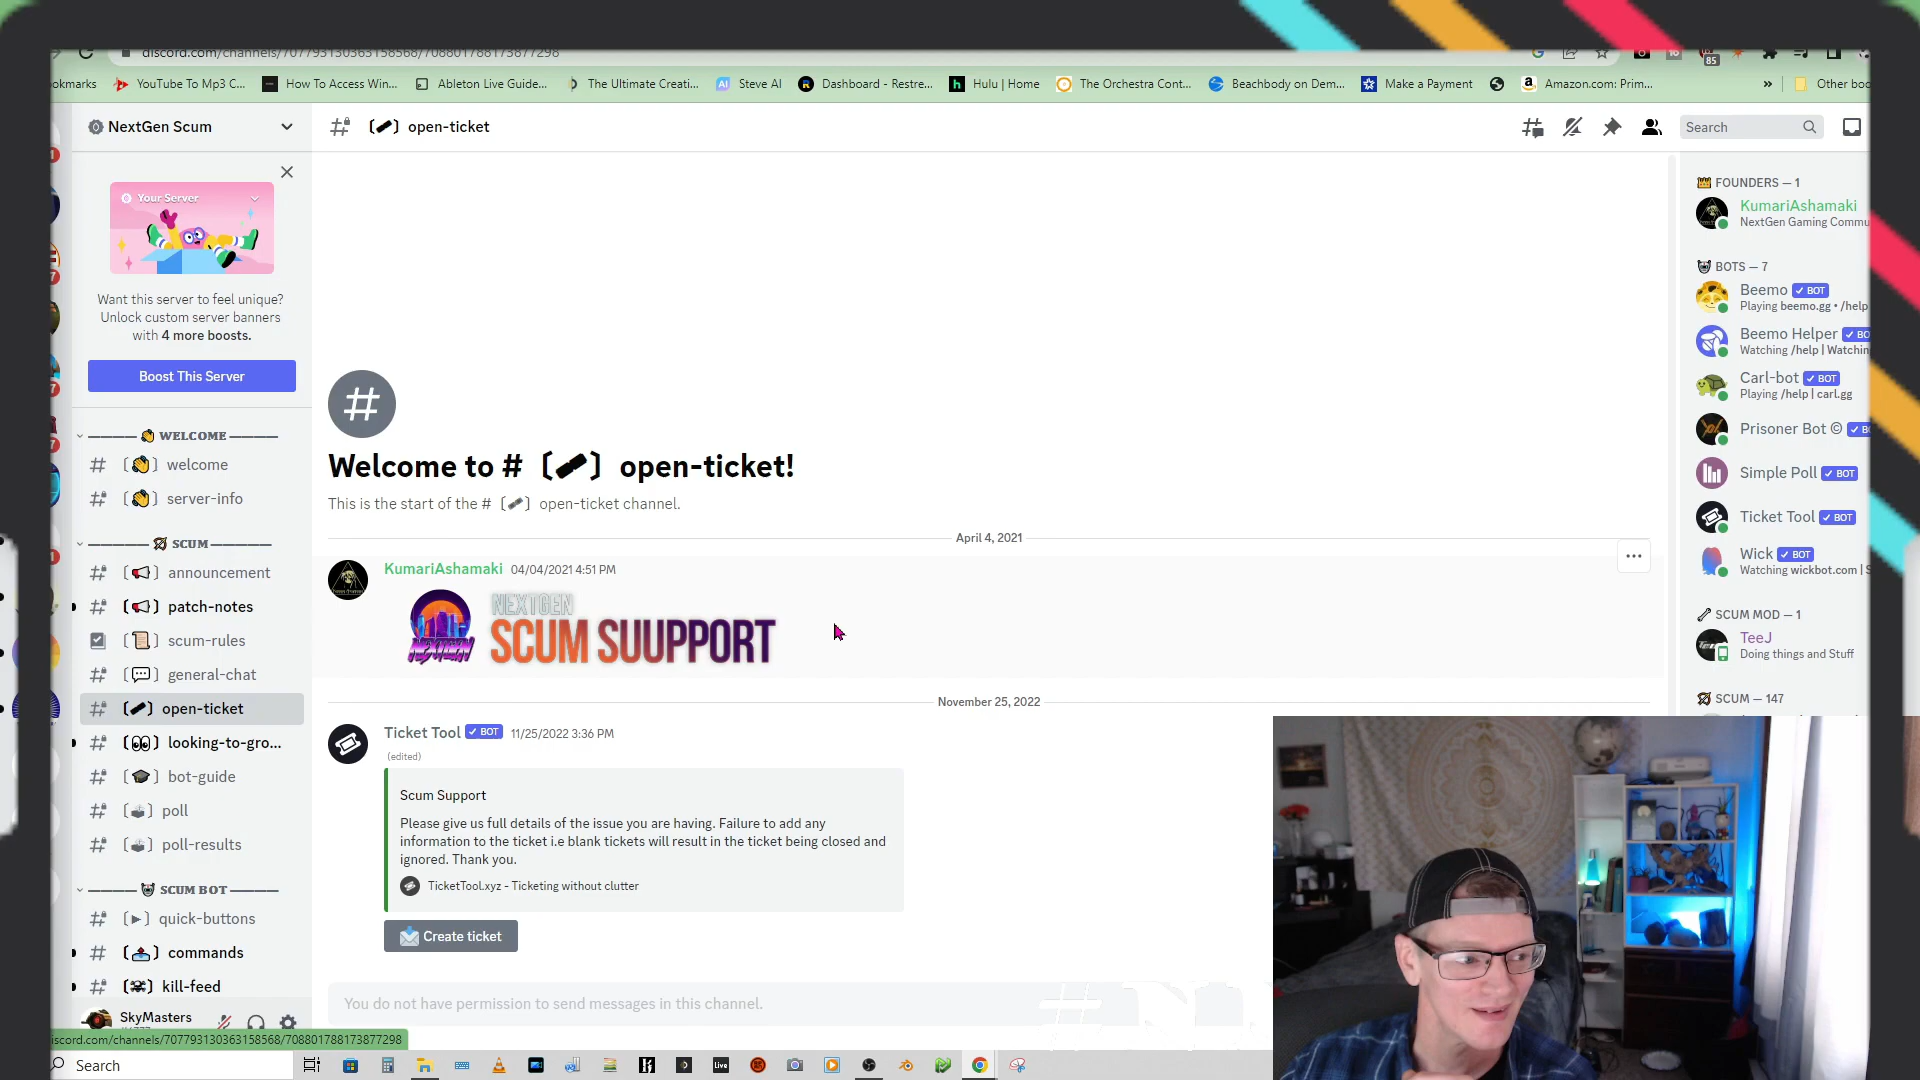 discord.com/channels/707793130363158568/708801788173877298
85
okmarks
YouTube To Mp3 C...
How To Access Win...
Ableton Live Guide...
The Ultimate Creati...
Steve AI
Dashboard - Restre...
Hulu | Home
The Orchestra Cont...
Beachbody on Dem...
Make a Payment
Amazon.com: Prim...
»
Other boo
NextGen Scum
open-ticket
Search
Your Server
Want this server to feel unique?
Unlock custom server banners
with 4 more boosts.
Boost This Server
WELCOME
welcome
server-info
SCUM
announcement
patch-notes
scum-rules
general-chat
open-ticket
looking-to-gro...
bot-guide
poll
poll-results
SCUM BOT
quick-buttons
commands
kill-feed
SkyMasters
iscord.com/channels/707793130363158568/708801788173877298
Welcome to # open-ticket!
This is the start of the # open-ticket channel.
April 4, 2021
KumariAshamaki 04/04/2021 4:51 PM
NEXTGEN
NEXTGEN
SCUM SUUPPORT
November 25, 2022
Ticket Tool ✓ BOT 11/25/2022 3:36 PM
(edited)
Scum Support
Please give us full details of the issue you are having. Failure to add any
information to the ticket i.e blank tickets will result in the ticket being closed and
ignored. Thank you.
TicketTool.xyz - Ticketing without clutter
Create ticket
You do not have permission to send messages in this channel.
FOUNDERS — 1
KumariAshamaki
NextGen Gaming Commu
BOTS — 7
Beemo ✓ BOT
Playing beemo.gg • /help
Beemo Helper ✓ BO
Watching /help | Watchin
Carl-bot ✓ BOT
Playing /help | carl.gg
Prisoner Bot © ✓ BO
Simple Poll ✓ BOT
Ticket Tool ✓ BOT
Wick ✓ BOT
Watching wickbot.com | S
SCUM MOD — 1
TeeJ
Doing things and Stuff
SCUM — 147
Search
Live